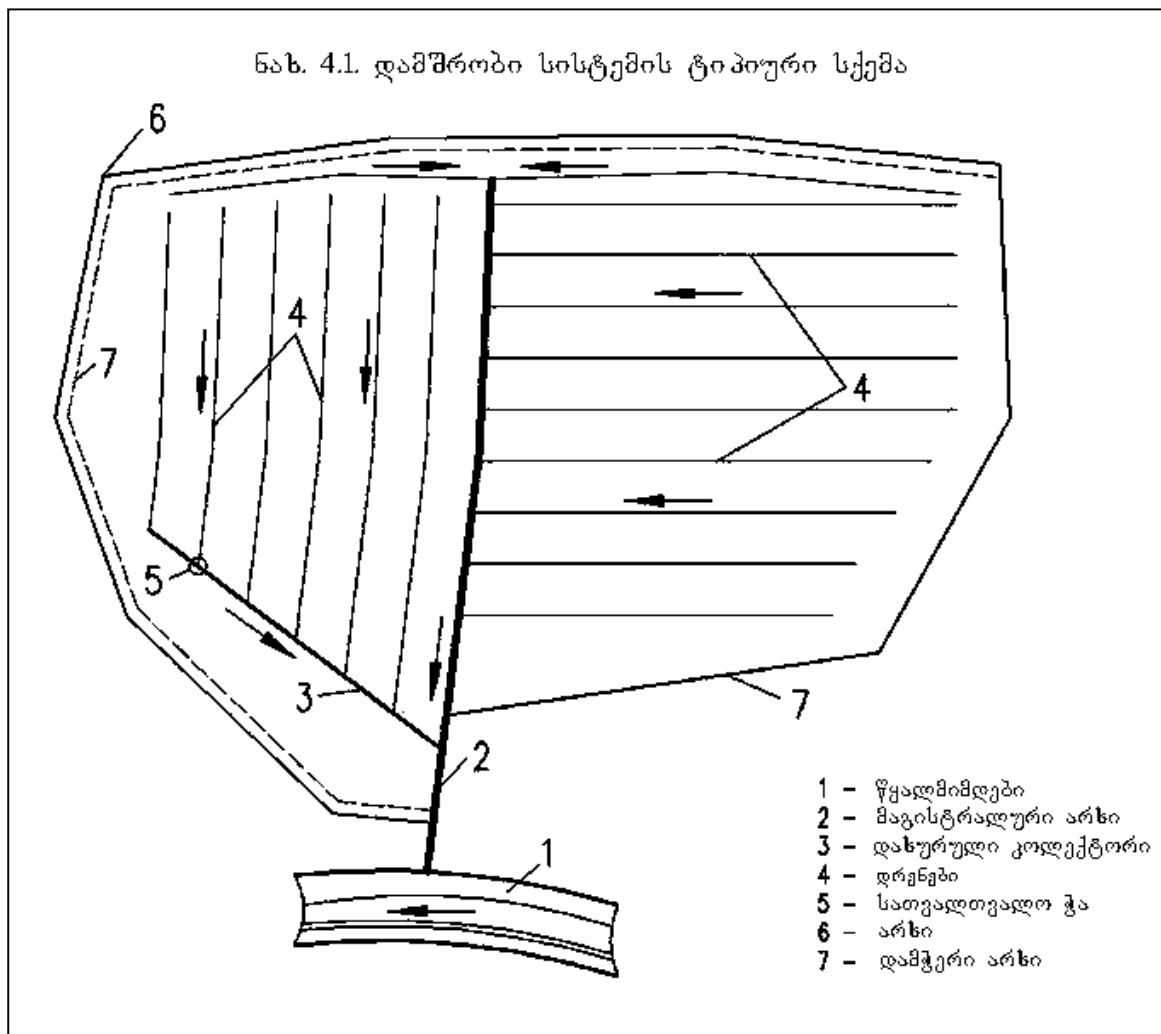 ნახ. 4.1. დამშრობი სისტემის ტიპიური სქემა
6
4
7
4
5
3
7
2
1
1 – წყალმიმღები
2 – მაგისტრალური არხი
3 – დახურული კოლექტორი
4 – დრენები
5 – სათვალთვალო ჭა
6 – არხი
7 – დამჭერი არხი